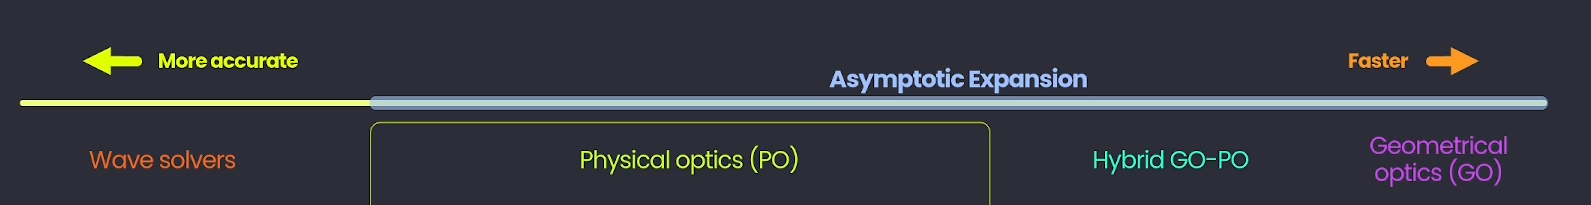 More accurate
Faster
Asymptotic Expansion
Wave solvers
Physical optics (PO)
Hybrid GO-PO
Geometrical
optics (GO)